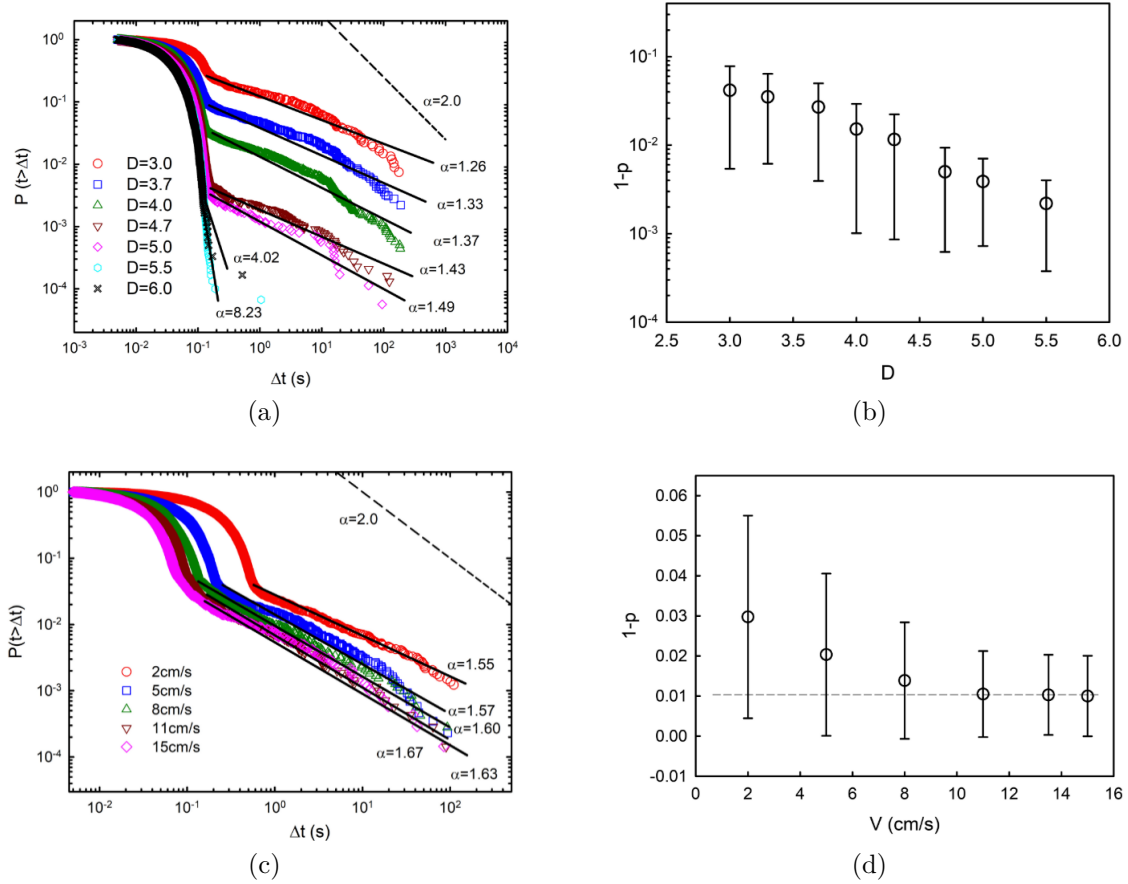 10^0
10^-1
10^-2
10^-3
10^-4
P (t>Δt)
D=3.0
D=3.7
D=4.0
D=4.7
D=5.0
D=5.5
D=6.0
α=2.0
α=1.26
α=1.33
α=1.37
α=1.43
α=1.49
α=4.02
α=8.23
10^-3 10^-2 10^-1 10^0 10^1 10^2 10^3 10^4
Δt (s)
(a)
10^-1
10^-2
10^-3
10^-4
1-p
2.5 3.0 3.5 4.0 4.5 5.0 5.5 6.0
D
(b)
10^0
10^-1
10^-2
10^-3
10^-4
P(t>Δt)
2cm/s
5cm/s
8cm/s
11cm/s
15cm/s
α=2.0
α=1.55
α=1.57
α=1.60
α=1.67
α=1.63
10^-2 10^-1 10^0 10^1 10^2
Δt (s)
(c)
0.06
0.05
0.04
0.03
0.02
0.01
0.00
-0.01
1-p
0 2 4 6 8 10 12 14 16
V (cm/s)
(d)